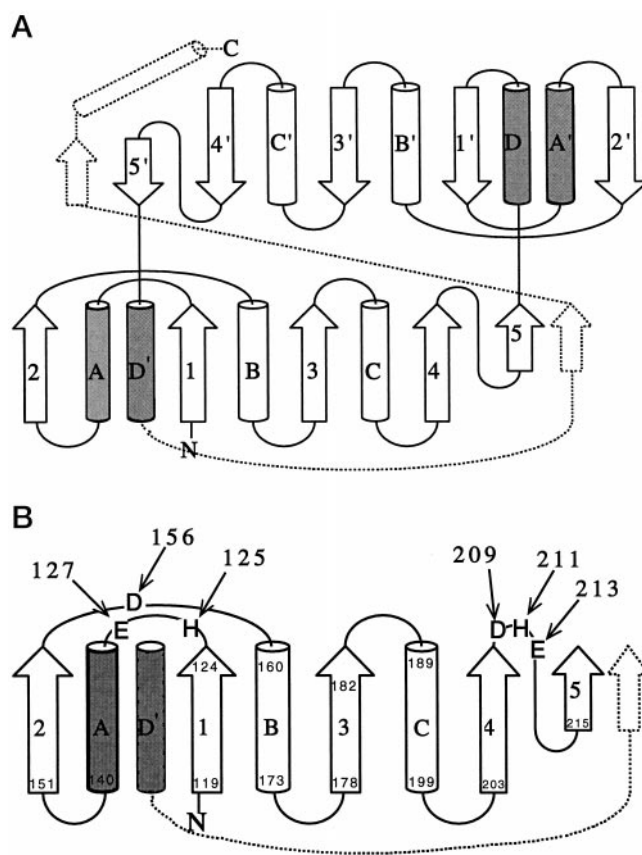 A
C
4' C' 3' B' 1' D A' 2'
5'
2 A D' 1 B 3 C 4 5
N
B
156
127 125 209 211
213
D
E H D H E
124 160 182 189
2 A D' 1 B 3 C 4 5
151 140 119 173 178 199 203 215
N